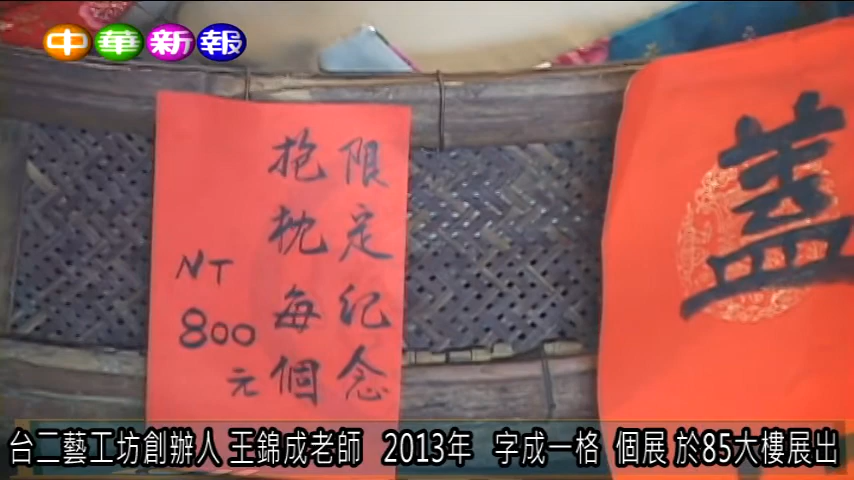 中華新報
限定紀念
抱枕每個
NT
800
元
蓋
台二藝工坊創辦人 王錦成老師 2013年 字成一格 個展 於85大樓展出